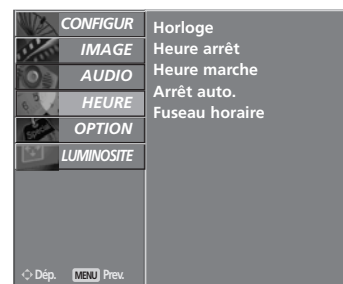 CONFIGUR
IMAGE
AUDIO
HEURE
OPTION
LUMINOSITE
Horloge
Heure arrêt
Heure marche
Arrêt auto.
Fuseau horaire
Dép. MENU Prev.